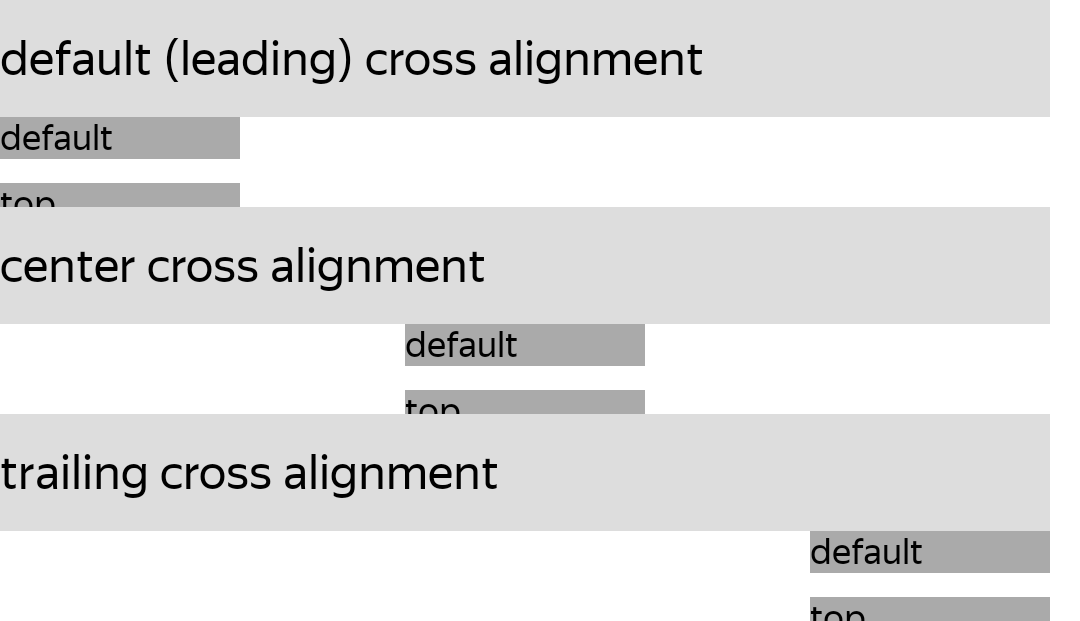 default (leading) cross alignment
default
top
center cross alignment
default
top
trailing cross alignment
default
top